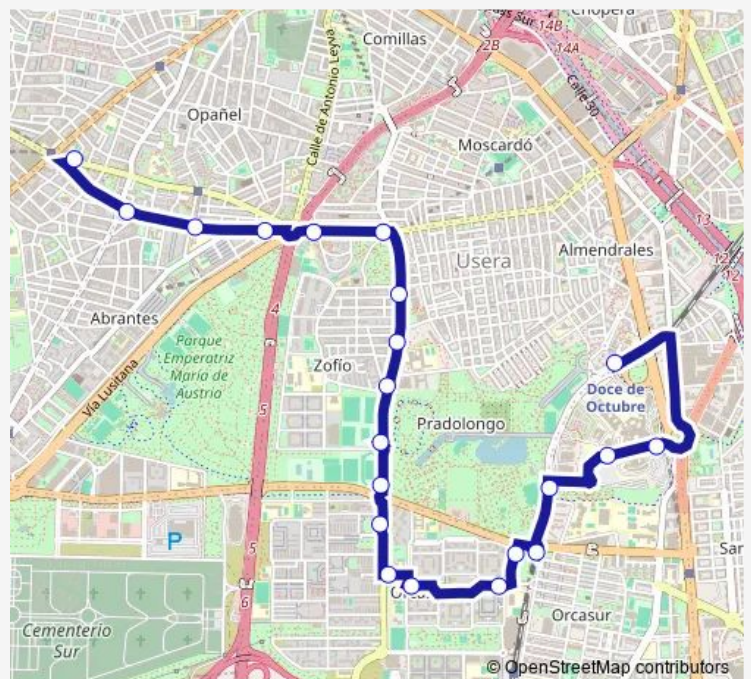 Chopera
14B
14A
2B
Comillas
Calle de Antonio Leyva
Calle 30
Opañel
Moscardó
13
12
12
Almendrales
Usera
4
Abrantes
Parque
Emperatriz
María de
Austria
Zofío
Vía Lusitana
Doce de
Octubre
5
Pradolongo
P
5
6
Orcasur
Cementerio
Sur
© OpenStreetMap contributors